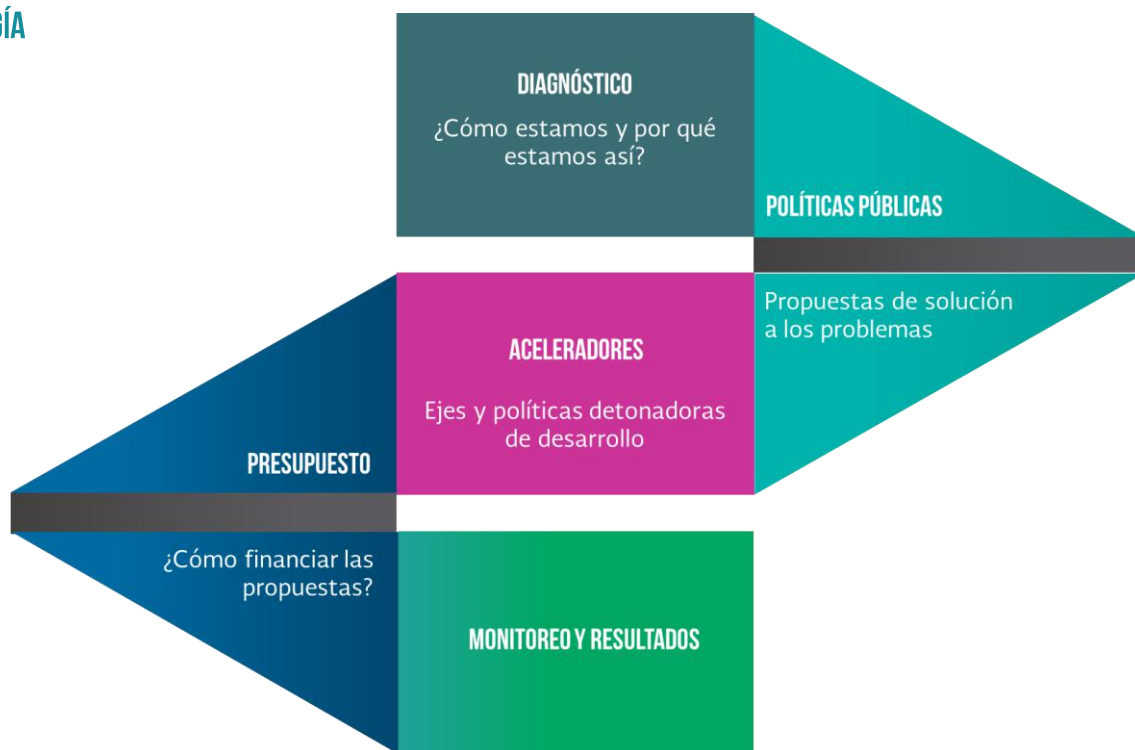 GÍA
DIAGNÓSTICO
¿Cómo estamos y por qué
estamos así?
POLÍTICAS PÚBLICAS
Propuestas de solución
a los problemas
ACELERADORES
Ejes y políticas detonadoras
de desarrollo
PRESUPUESTO
¿Cómo financiar las
propuestas?
MONITOREO Y RESULTADOS